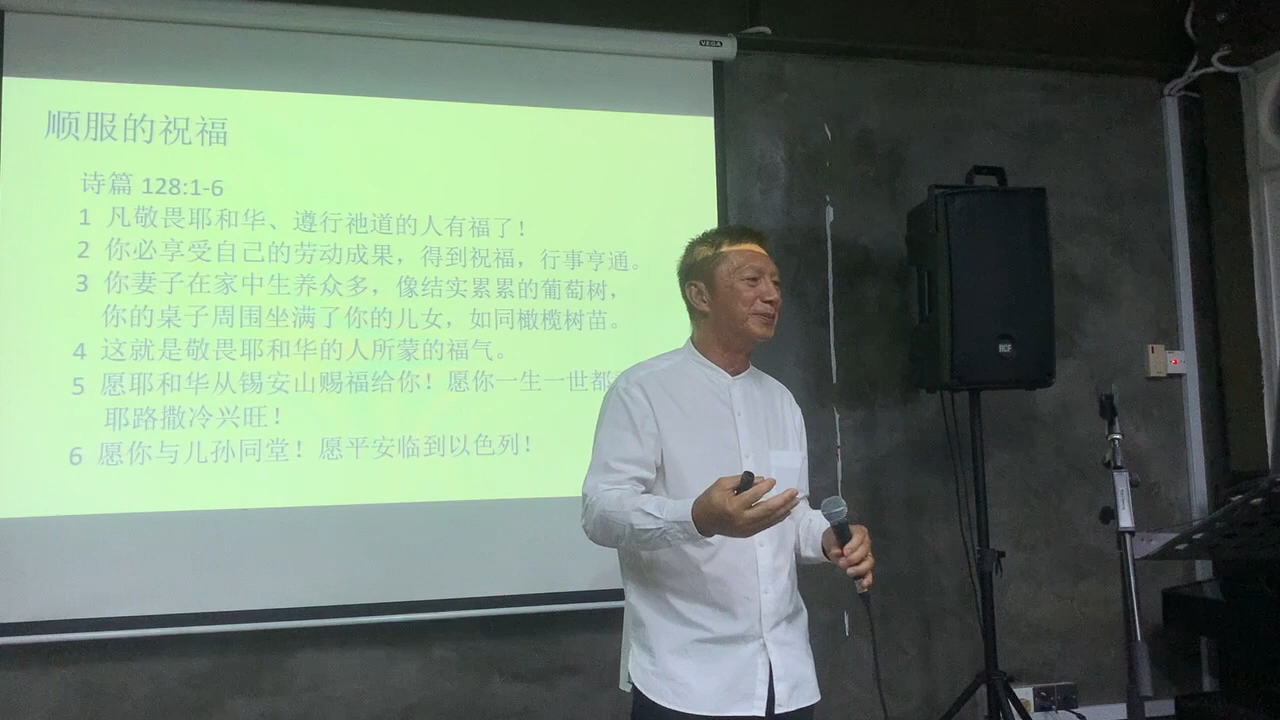 VEGA
顺服的祝福
诗篇 128:1-6
1 凡敬畏耶和华、遵行祂道的人有福了!
2 你必享受自己的劳动成果，得到祝福，行事亨通。
3 你妻子在家中生养众多，像结实累累的葡萄树，
你的桌子周围坐满了你的儿女，如同橄榄树苗。
4 这就是敬畏耶和华的人所蒙的福气。
5 愿耶和华从锡安山赐福给你！愿你一生一世都
耶路撒冷兴旺！
6 愿你与儿孙同堂！愿平安临到以色列！
RCF